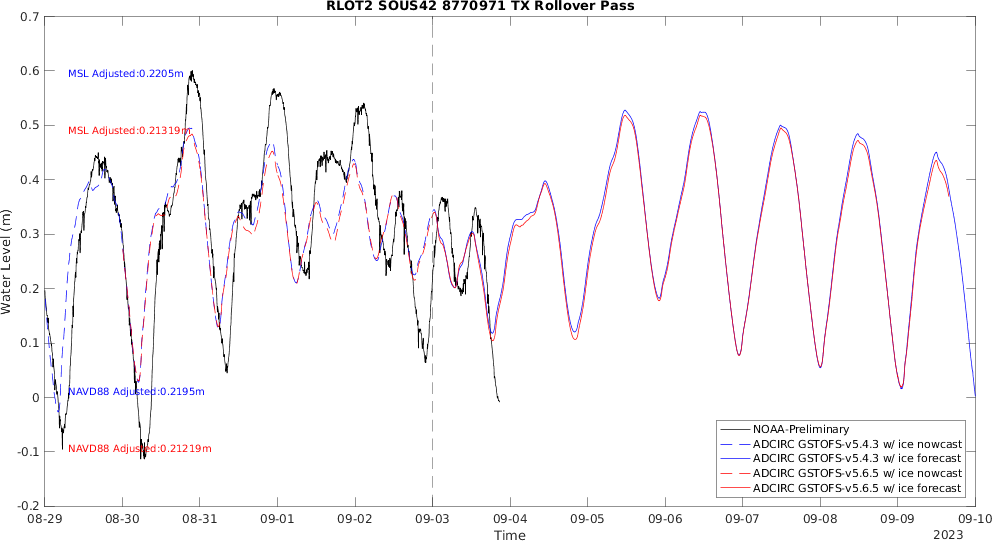 RLOT2 SOUS42 8770971 TX Rollover Pass
0.7
0.6
0.5
0.4
0.3
0.2
0.1
0
-0.1
-0.2
Water Level (m)
MSL Adjusted:0.2205m
MSL Adjusted:0.21319m
NAVD88 Adjusted:0.2195m
NAVD88 Adjusted:0.21219m
NOAA-Preliminary
ADCIRC GSTOFS-v5.4.3 w/ ice nowcast
ADCIRC GSTOFS-v5.4.3 w/ ice forecast
ADCIRC GSTOFS-v5.6.5 w/ ice nowcast
ADCIRC GSTOFS-v5.6.5 w/ ice forecast
08-29 08-30 08-31 09-01 09-02 09-03 09-04 09-05 09-06 09-07 09-08 09-09 09-10
Time
2023